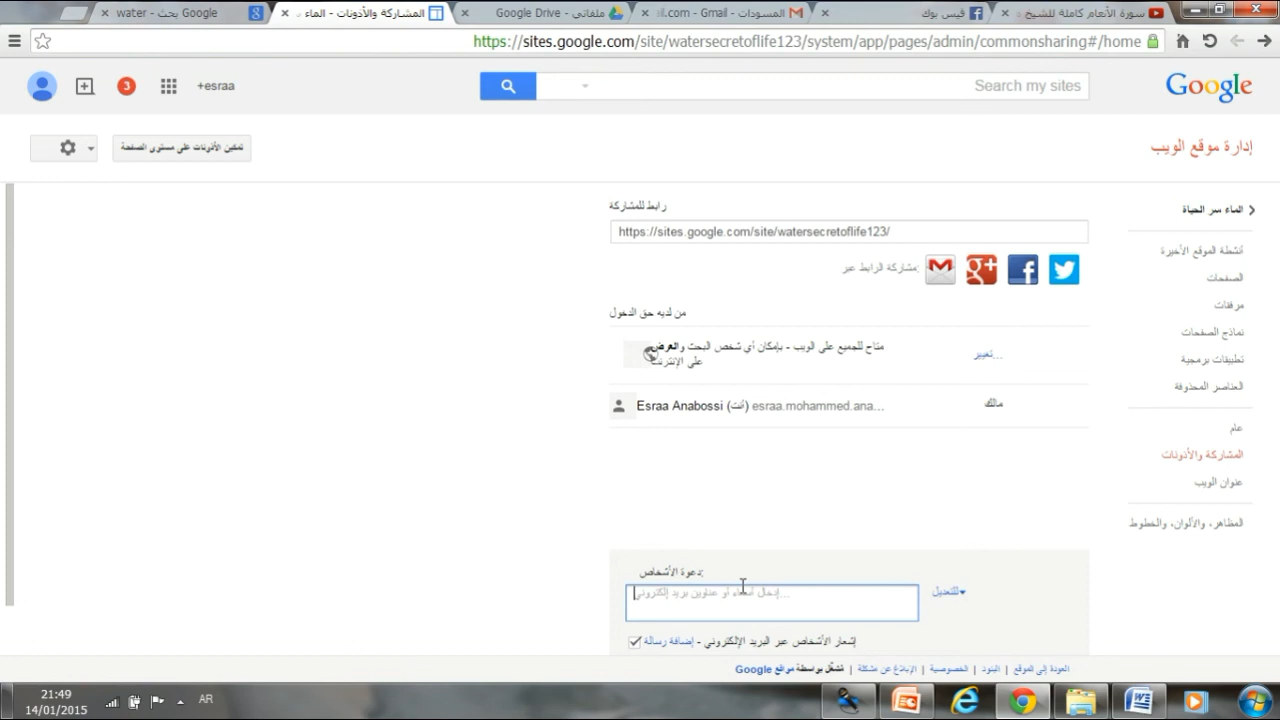 سورة الأنعام كاملة للشيخ
فيس بوك
المسودات - il.com - Gmail
ملفاتي - Google Drive
المشاركة والأذونات - الماء
water - بحث Google
https://sites.google.com/site/watersecretoflife123/system/app/pages/admin/commonsharing#/home
Google
Search my sites
+esraa
3
إدارة موقع الويب
تمكين الأذونات على مستوى الصفحة
الماء سر الحياة
أنشطة الموقع الأخيرة
الصفحات
مرفقات
نماذج الصفحات
تطبيقات برمجية
العناصر المحذوفة
عام
المشاركة والأذونات
عنوان الويب
المظاهر، والألوان، والخطوط
رابط للمشاركة
https://sites.google.com/site/watersecretoflife123/
مشاركة الرابط عبر:
من لديه حق الدخول
متاح للجميع على الويب - بإمكان أي شخص البحث والعرض
على الإنترنت
تغيير...
Esraa Anabossi (أنت) esraa.mohammed.ana...
مالك
دعوة الأشخاص:
إدخال أسماء أو عناوين بريد إلكتروني...
للتعديل
إشعار الأشخاص عبر البريد الإلكتروني - إضافة رسالة
العودة إلى الموقع | البنود | الخصوصية | الإبلاغ عن مشكلة | مُشغَّل بواسطة مواقع Google
AR
21:49
14/01/2015